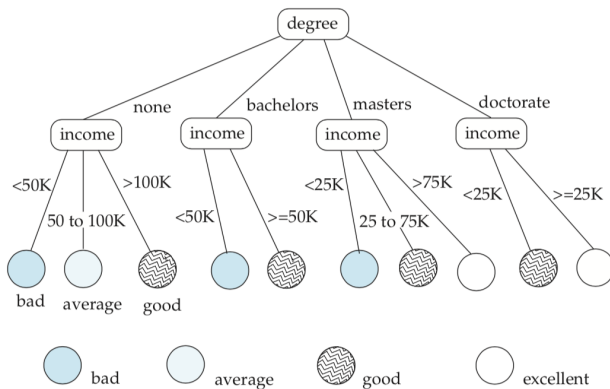 degree
none
bachelors
masters
doctorate
income
income
income
income
<50K
50 to 100K
>100K
<50K
>=50K
<25K
25 to 75K
>75K
<25K
>=25K
bad
average
good
bad
average
good
excellent